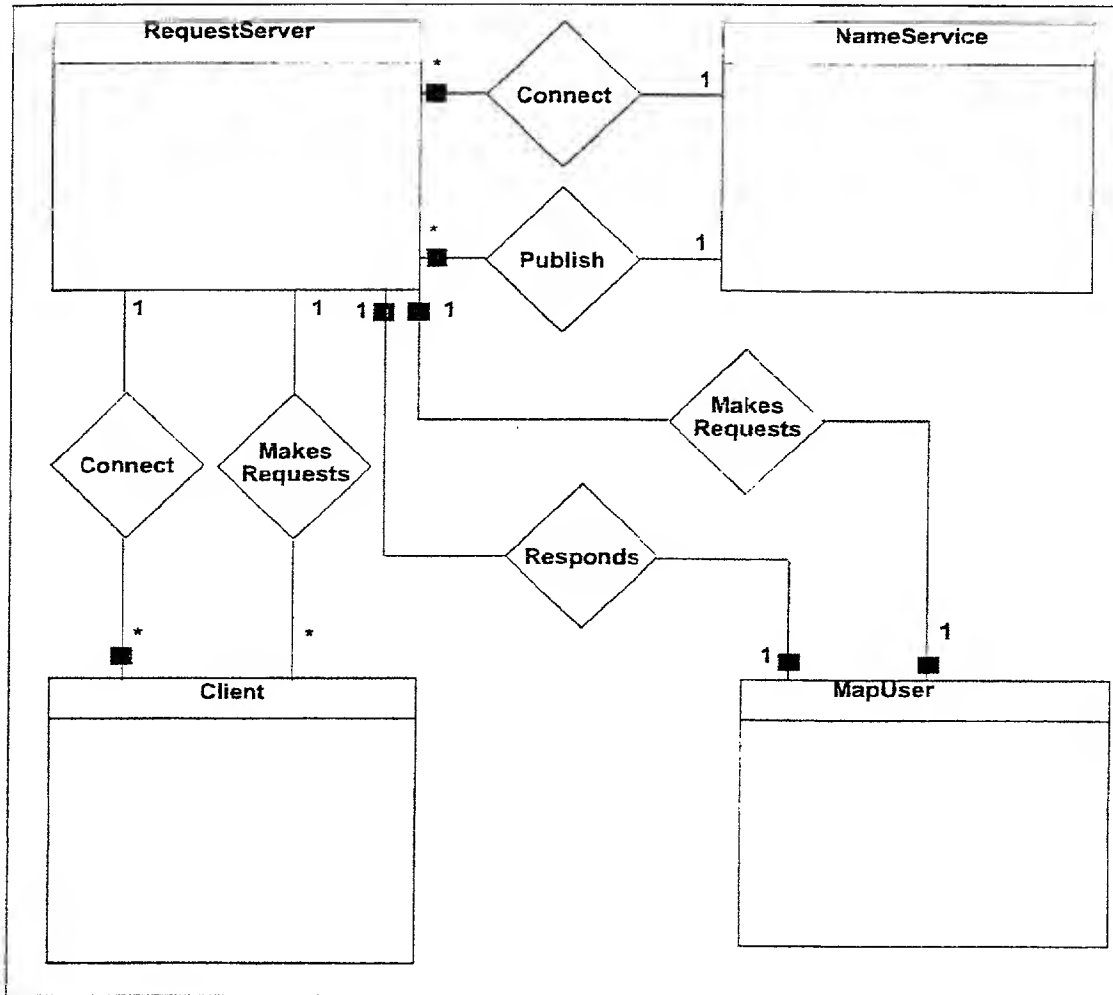 RequestServer
NameService
*
Connect
1
*
Publish
1
1
1
1
1
Connect
Makes
Requests
Makes
Requests
Responds
*
*
1
1
Client
MapUser